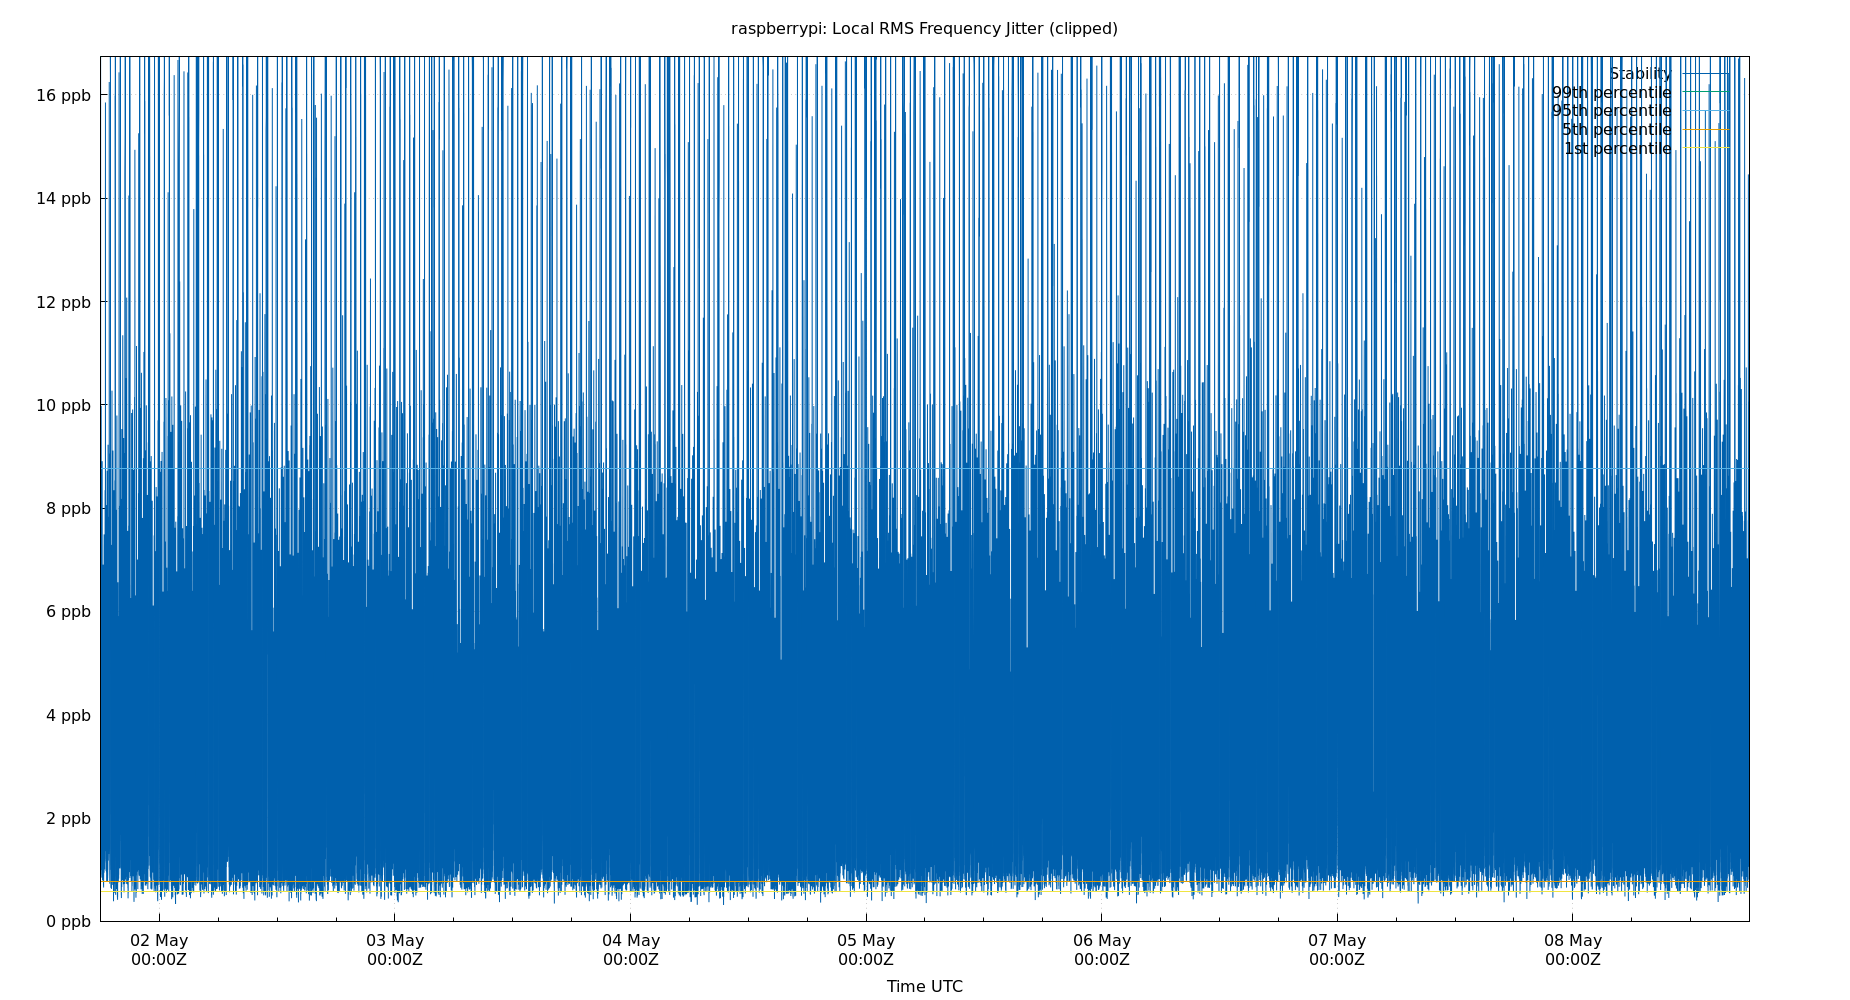 raspberrypi: Local RMS Frequency Jitter (clipped)
16 ppb
14 ppb
12 ppb
10 ppb
8 ppb
6 ppb
4 ppb
2 ppb
0 ppb
Stability
99th percentile
95th percentile
5th percentile
1st percentile
02 May
00:00Z
03 May
00:00Z
04 May
00:00Z
05 May
00:00Z
06 May
00:00Z
07 May
00:00Z
08 May
00:00Z
Time UTC